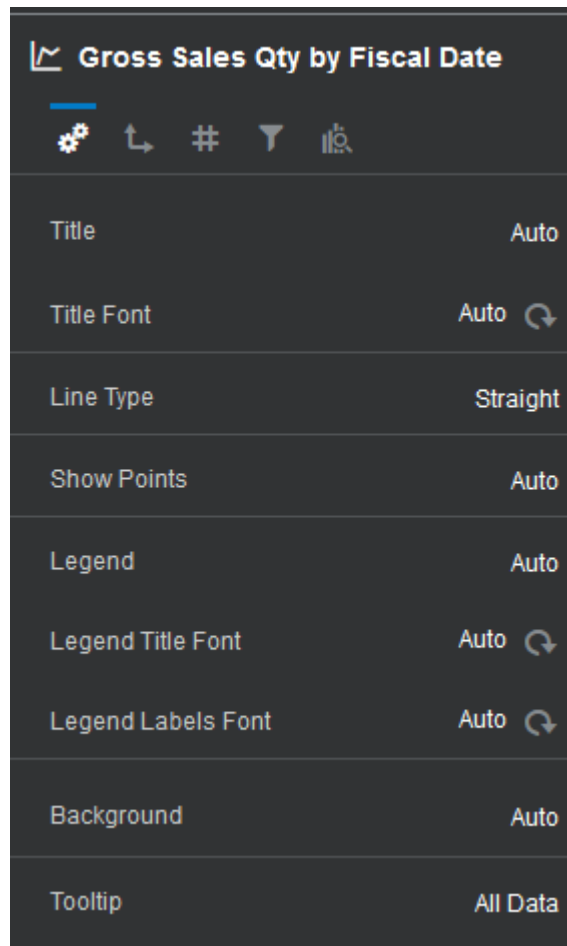 Gross Sales Qty by Fiscal Date
Title Auto
Title Font Auto
Line Type Straight
Show Points Auto
Legend Auto
Legend Title Font Auto
Legend Labels Font Auto
Background Auto
Tooltip All Data